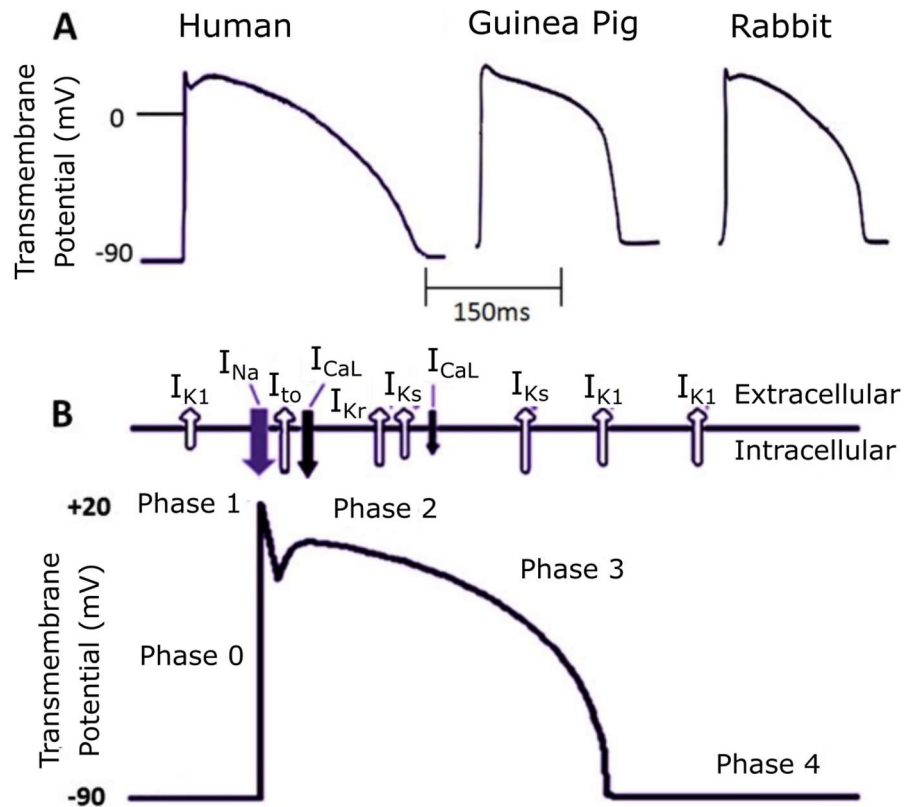 A
Human
Guinea Pig
Rabbit
Transmembrane
Potential (mV)
0
-90
150ms
B
I_K1
I_Na
I_to
I_CaL
I_Kr
I_Ks
I_CaL
I_Ks
I_K1
I_K1
Extracellular
Intracellular
+20
Phase 1
Phase 2
Phase 3
Transmembrane
Potential (mV)
Phase 0
Phase 4
-90